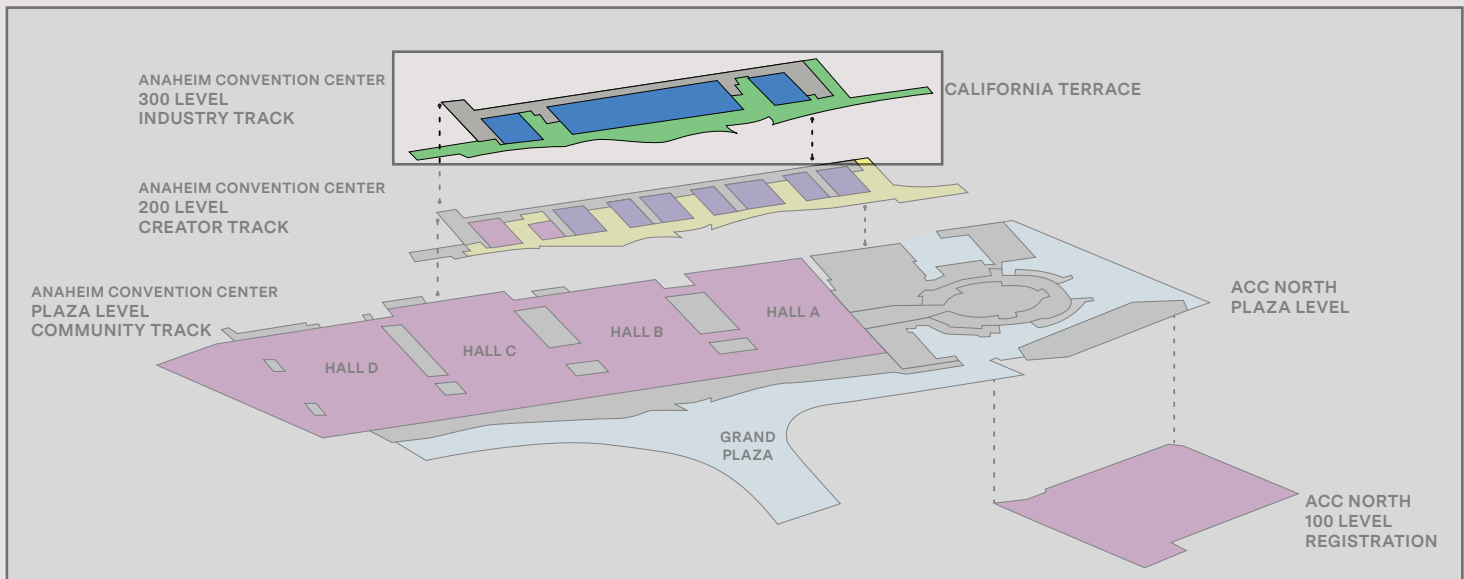 ANAHEIM CONVENTION CENTER
300 LEVEL
INDUSTRY TRACK
CALIFORNIA TERRACE
ANAHEIM CONVENTION CENTER
200 LEVEL
CREATOR TRACK
ANAHEIM CONVENTION CENTER
PLAZA LEVEL
COMMUNITY TRACK
ACC NORTH
PLAZA LEVEL
HALL A
HALL B
HALL C
HALL D
GRAND
PLAZA
ACC NORTH
100 LEVEL
REGISTRATION